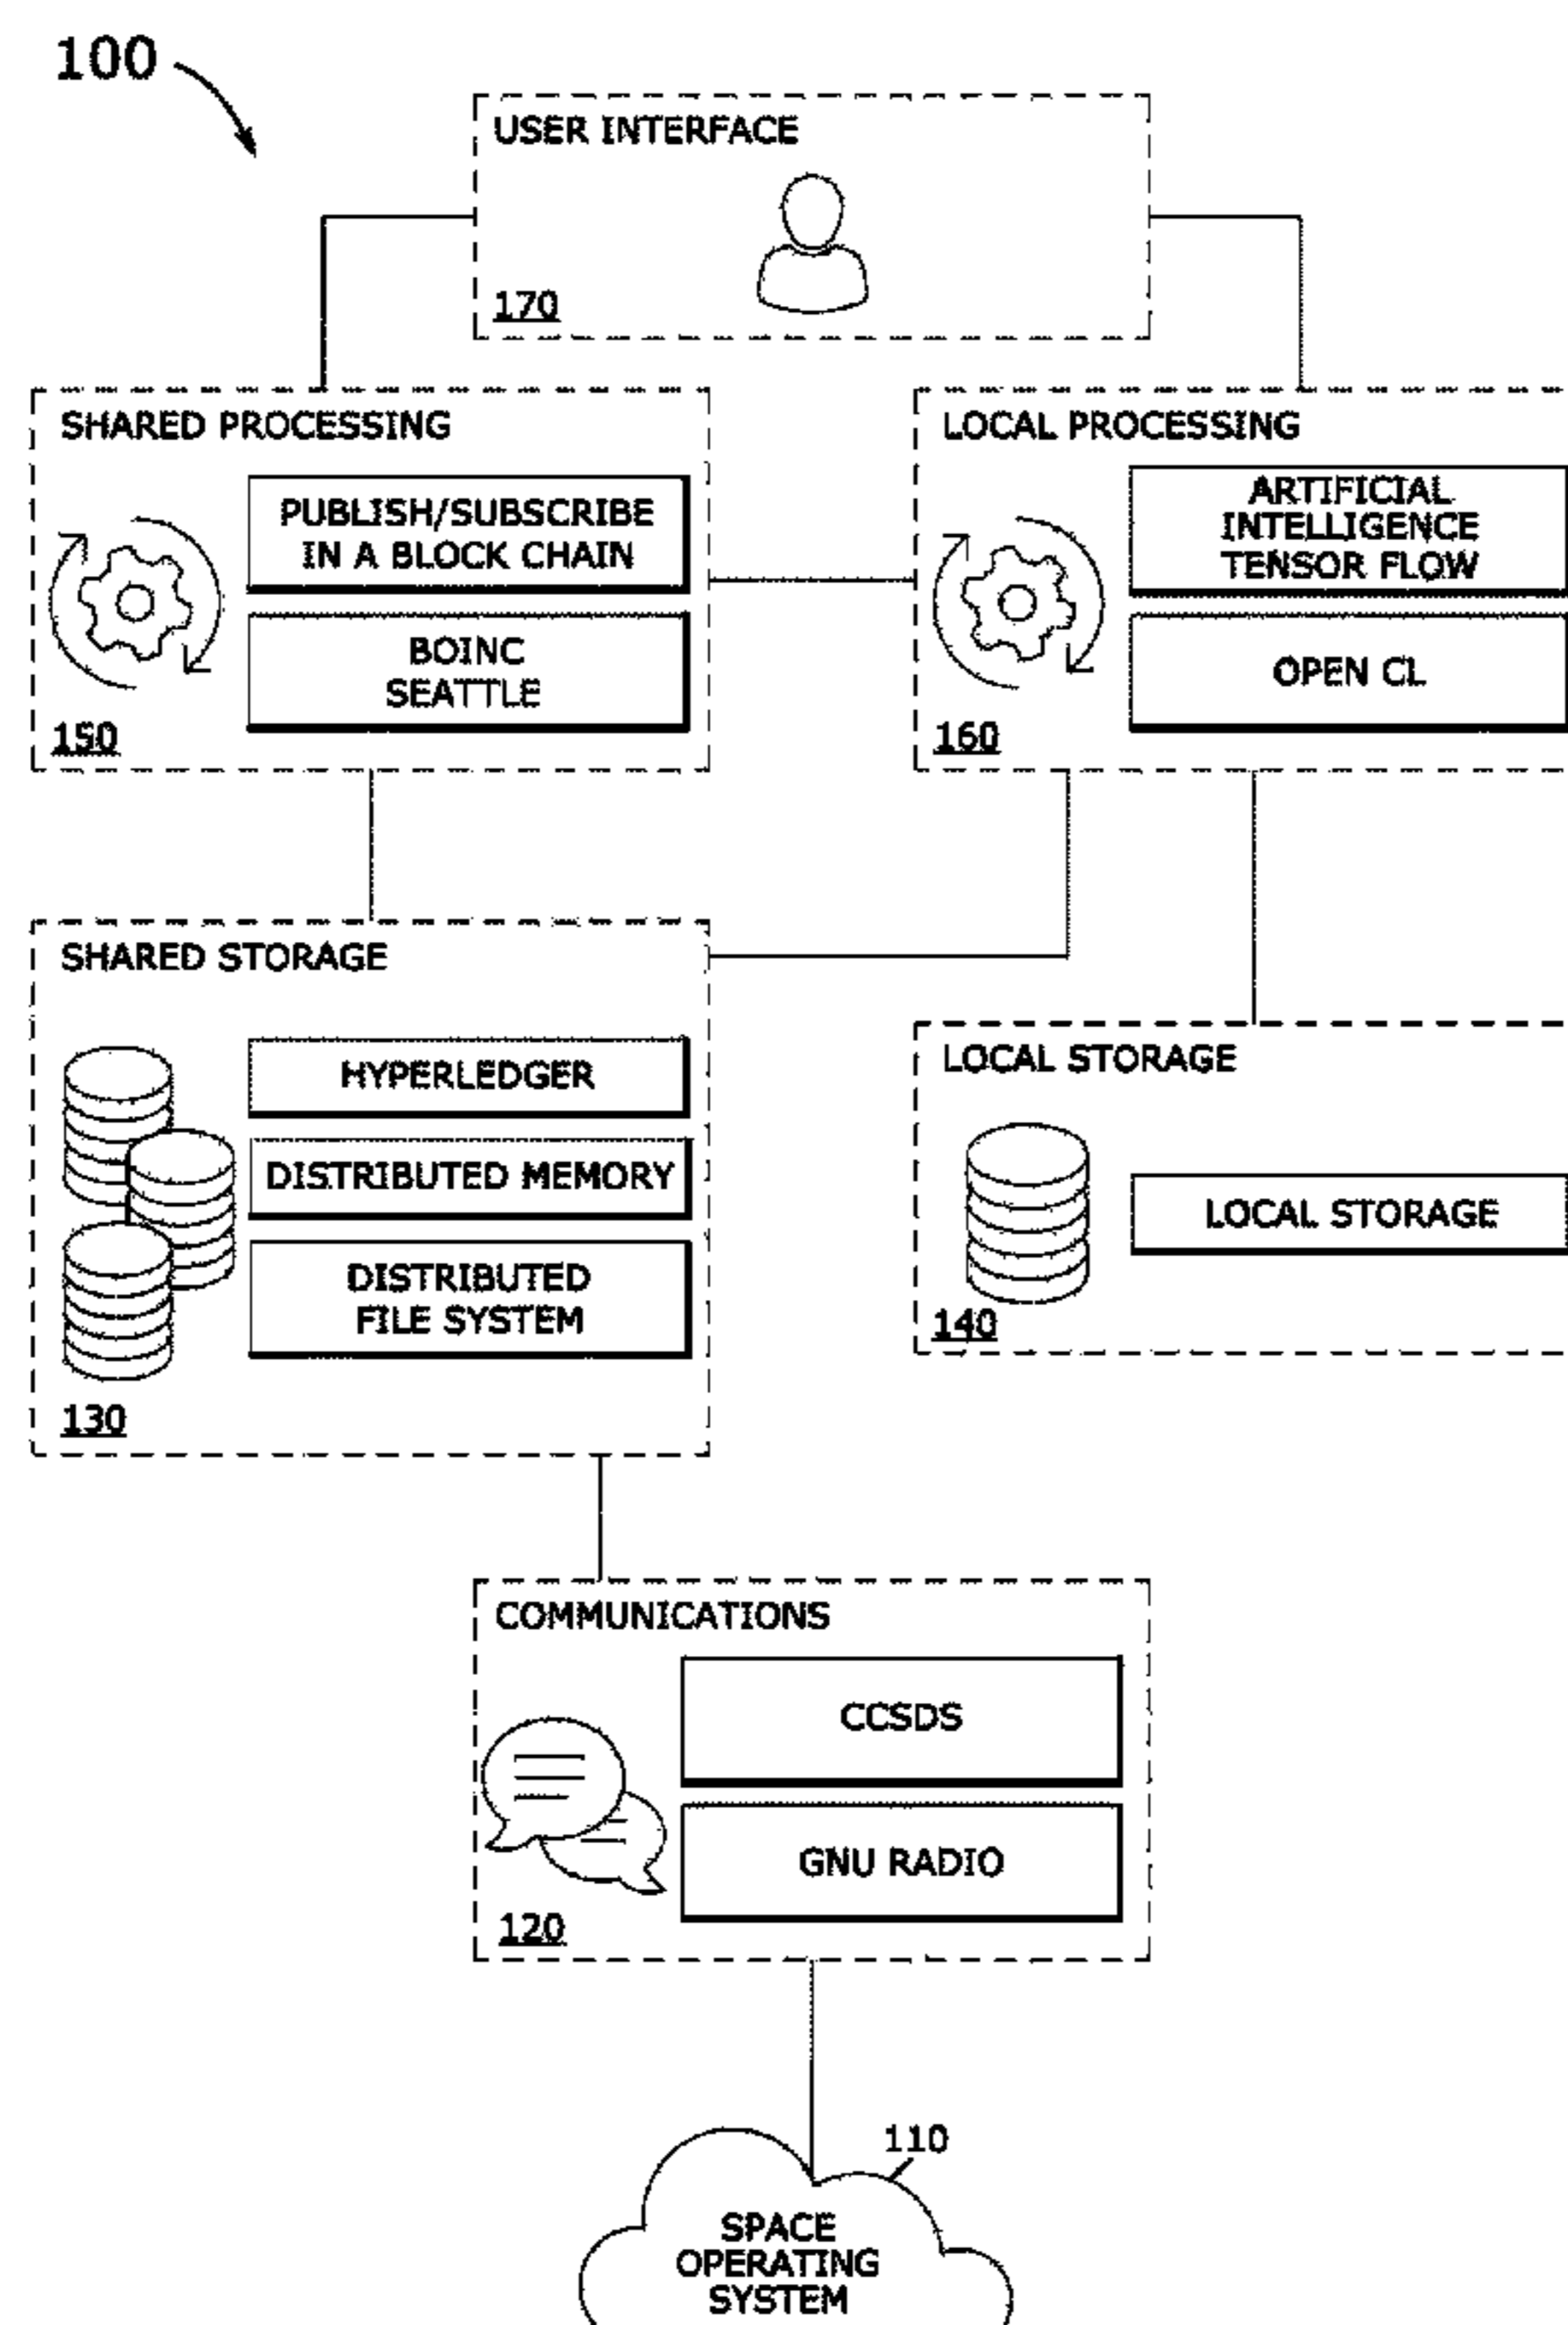 100
USER INTERFACE
170
SHARED PROCESSING
PUBLISH/SUBSCRIBE
IN A BLOCK CHAIN
BOINC
SEATTLE
150
LOCAL PROCESSING
ARTIFICIAL
INTELLIGENCE
TENSOR FLOW
OPEN CL
160
SHARED STORAGE
HYPERLEDGER
DISTRIBUTED MEMORY
DISTRIBUTED
FILE SYSTEM
130
LOCAL STORAGE
LOCAL STORAGE
140
COMMUNICATIONS
CCSDS
GNU RADIO
120
110
SPACE
OPERATING
SYSTEM